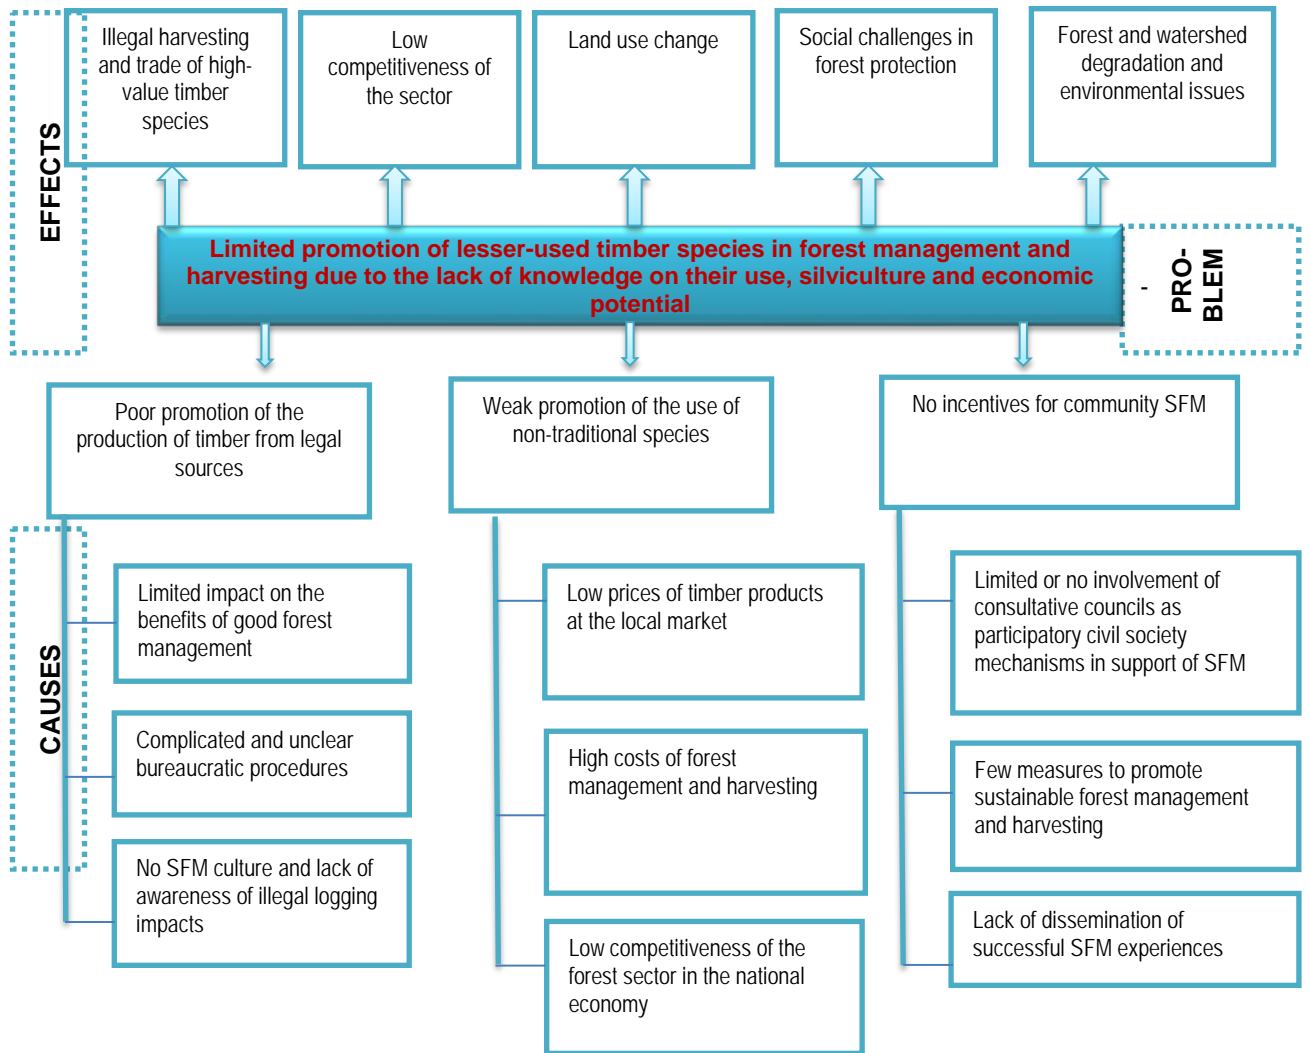 EFFECTS
Illegal harvesting
and trade of high-
value timber
species
Low
competitiveness of
the sector
Land use change
Social challenges in
forest protection
Forest and watershed
degradation and
environmental issues
Limited promotion of lesser-used timber species in forest management and
harvesting due to the lack of knowledge on their use, silviculture and economic
potential
-
PRO-
BLEM
Poor promotion of the
production of timber from legal
sources
Weak promotion of the use of
non-traditional species
No incentives for community SFM
CAUSES
Limited impact on the
benefits of good forest
management
Complicated and unclear
bureaucratic procedures
No SFM culture and lack of
awareness of illegal logging
impacts
Low prices of timber products
at the local market
High costs of forest
management and harvesting
Low competitiveness of the
forest sector in the national
economy
Limited or no involvement of
consultative councils as
participatory civil society
mechanisms in support of SFM
Few measures to promote
sustainable forest management
and harvesting
Lack of dissemination of
successful SFM experiences